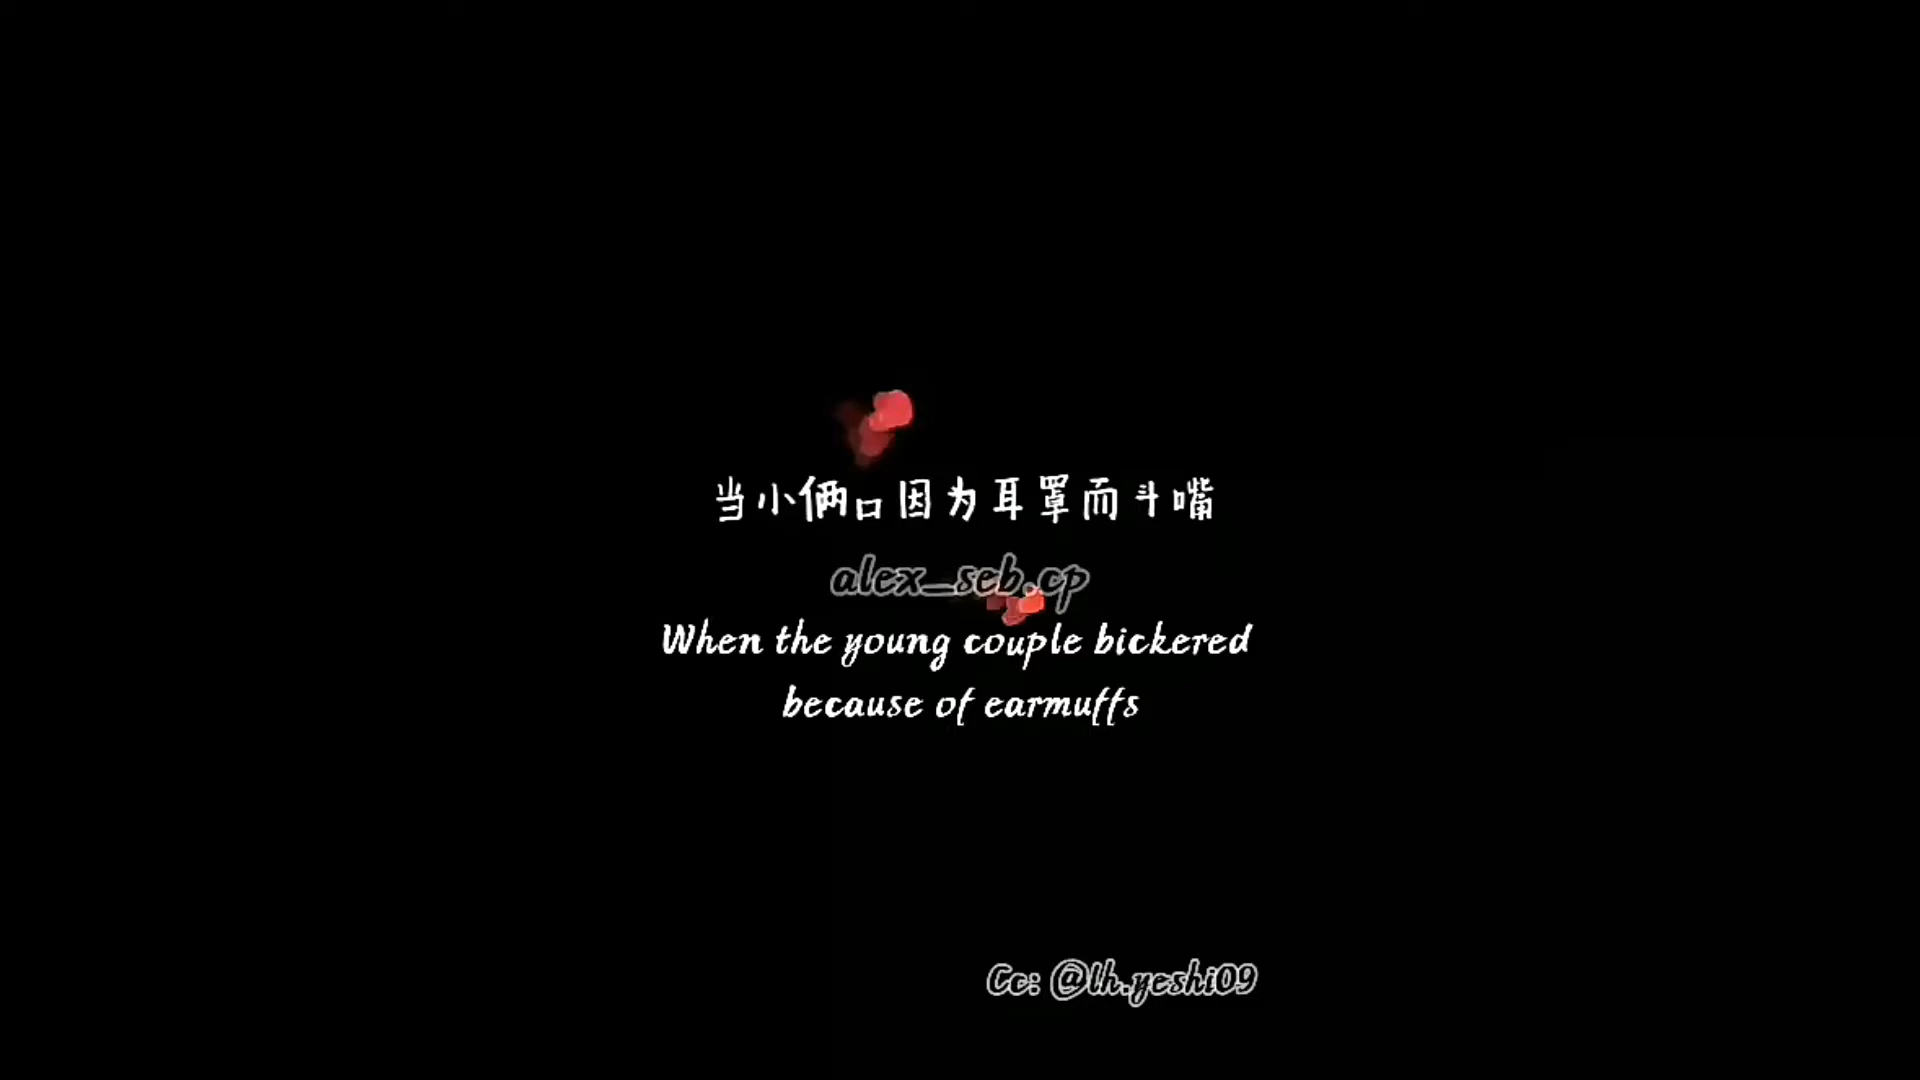 当小俩口因为耳罩而斗嘴
alex_seb.cp
When the young couple bickered
because of earmuffs
Cc: @lh.yeshi09